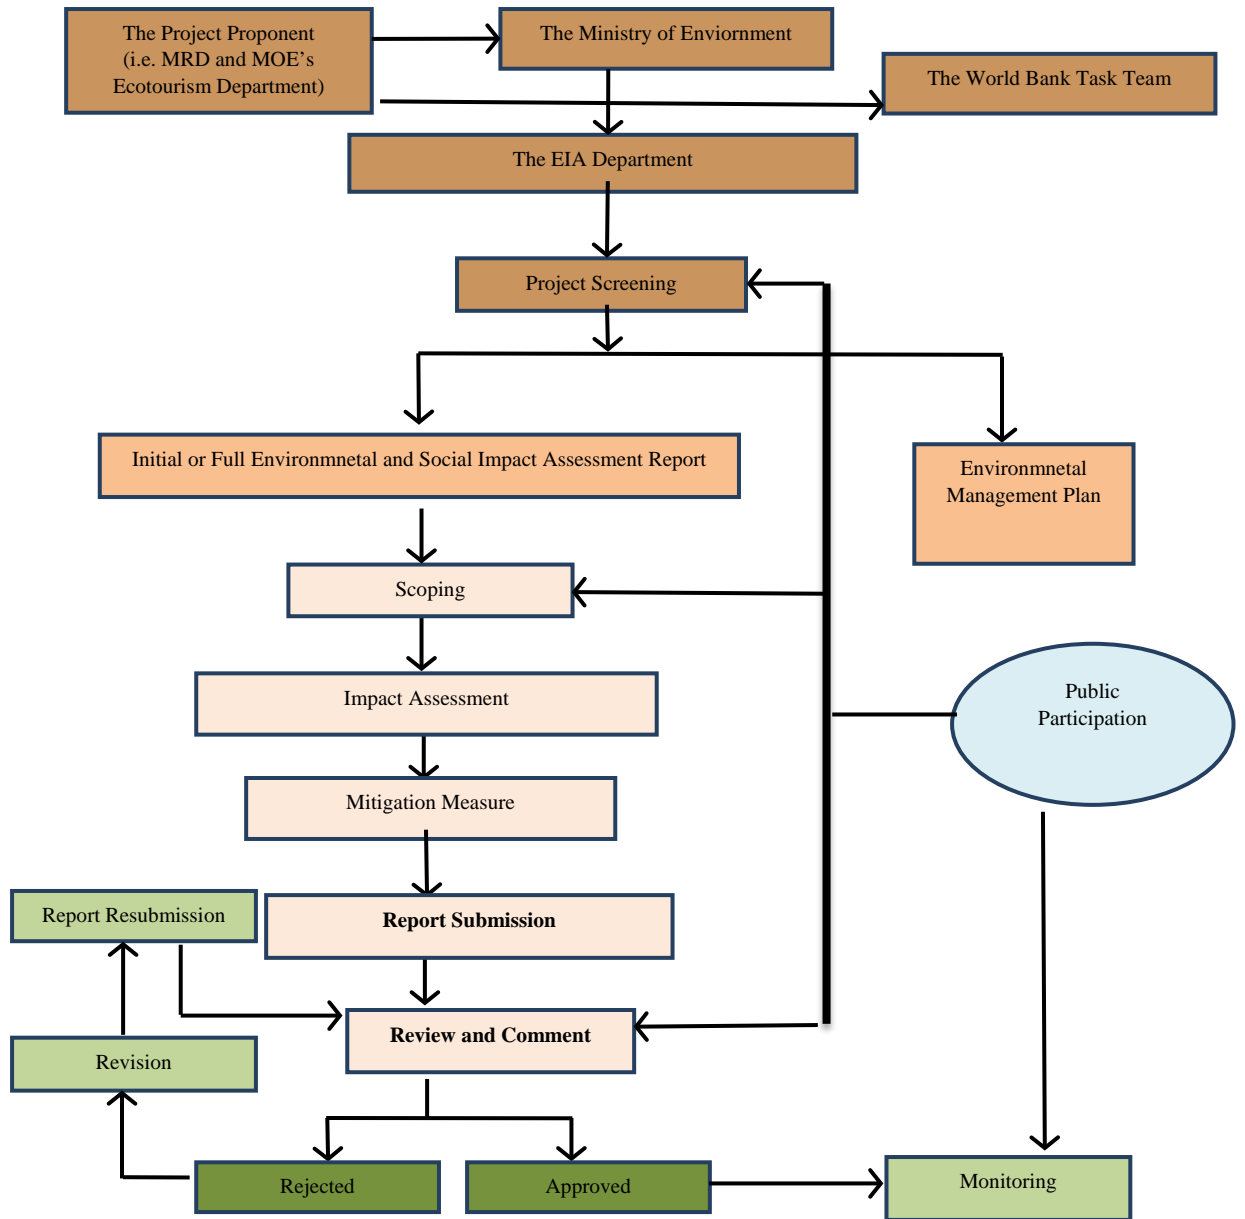 The Project Proponent
(i.e. MRD and MOE's
Ecotourism Department)
The Ministry of Enviornment
The World Bank Task Team
The EIA Department
Project Screening
Initial or Full Environmnetal and Social Impact Assessment Report
Environmnetal
Management Plan
Scoping
Impact Assessment
Public
Participation
Mitigation Measure
Report Resubmission
Report Submission
Review and Comment
Revision
Rejected
Approved
Monitoring